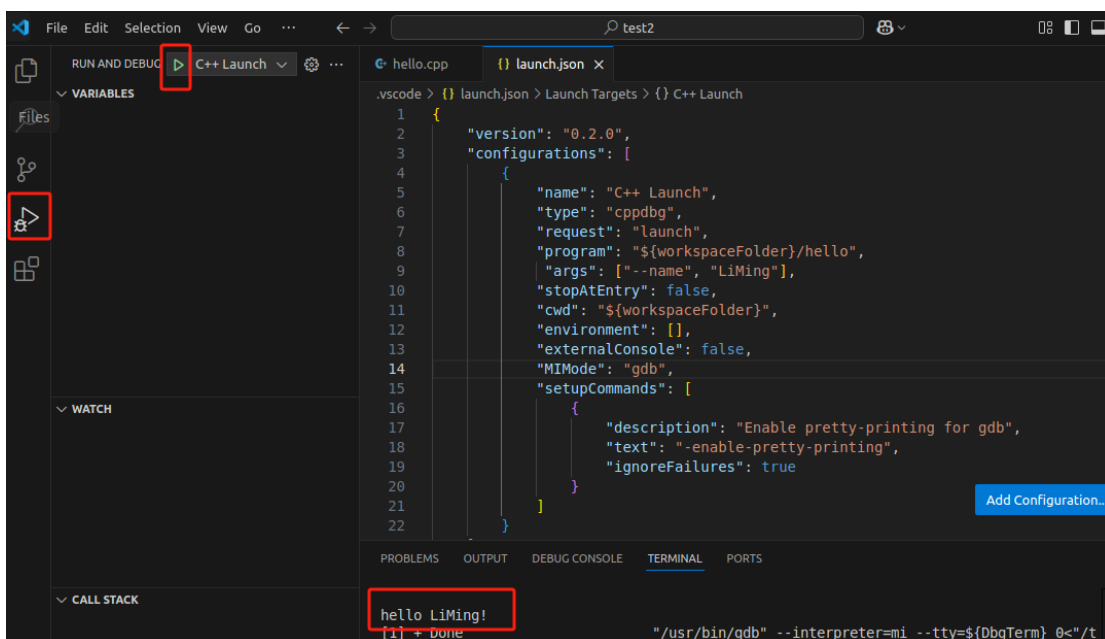 File Edit Selection View Go ··· test2
RUN AND DEBUG C++ Launch ···
hello.cpp {} launch.json
.vscode > {} launch.json > Launch Targets > {} C++ Launch
VARIABLES
Files
1 {
2 "version": "0.2.0",
3 "configurations": [
4 {
5 "name": "C++ Launch",
6 "type": "cppdbg",
7 "request": "launch",
8 "program": "${workspaceFolder}/hello",
9 "args": ["--name", "LiMing"],
10 "stopAtEntry": false,
11 "cwd": "${workspaceFolder}",
12 "environment": [],
13 "externalConsole": false,
14 "MIMode": "gdb",
15 "setupCommands": [
16 {
17 "description": "Enable pretty-printing for gdb",
18 "text": "-enable-pretty-printing",
19 "ignoreFailures": true
20 }
21 ]
22 }
WATCH
Add Configuration..
PROBLEMS OUTPUT DEBUG CONSOLE TERMINAL PORTS
CALL STACK
hello LiMing!
[1] + Done "/usr/bin/gdb" --interpreter=mi --tty=${DbgTerm} 0<"/t